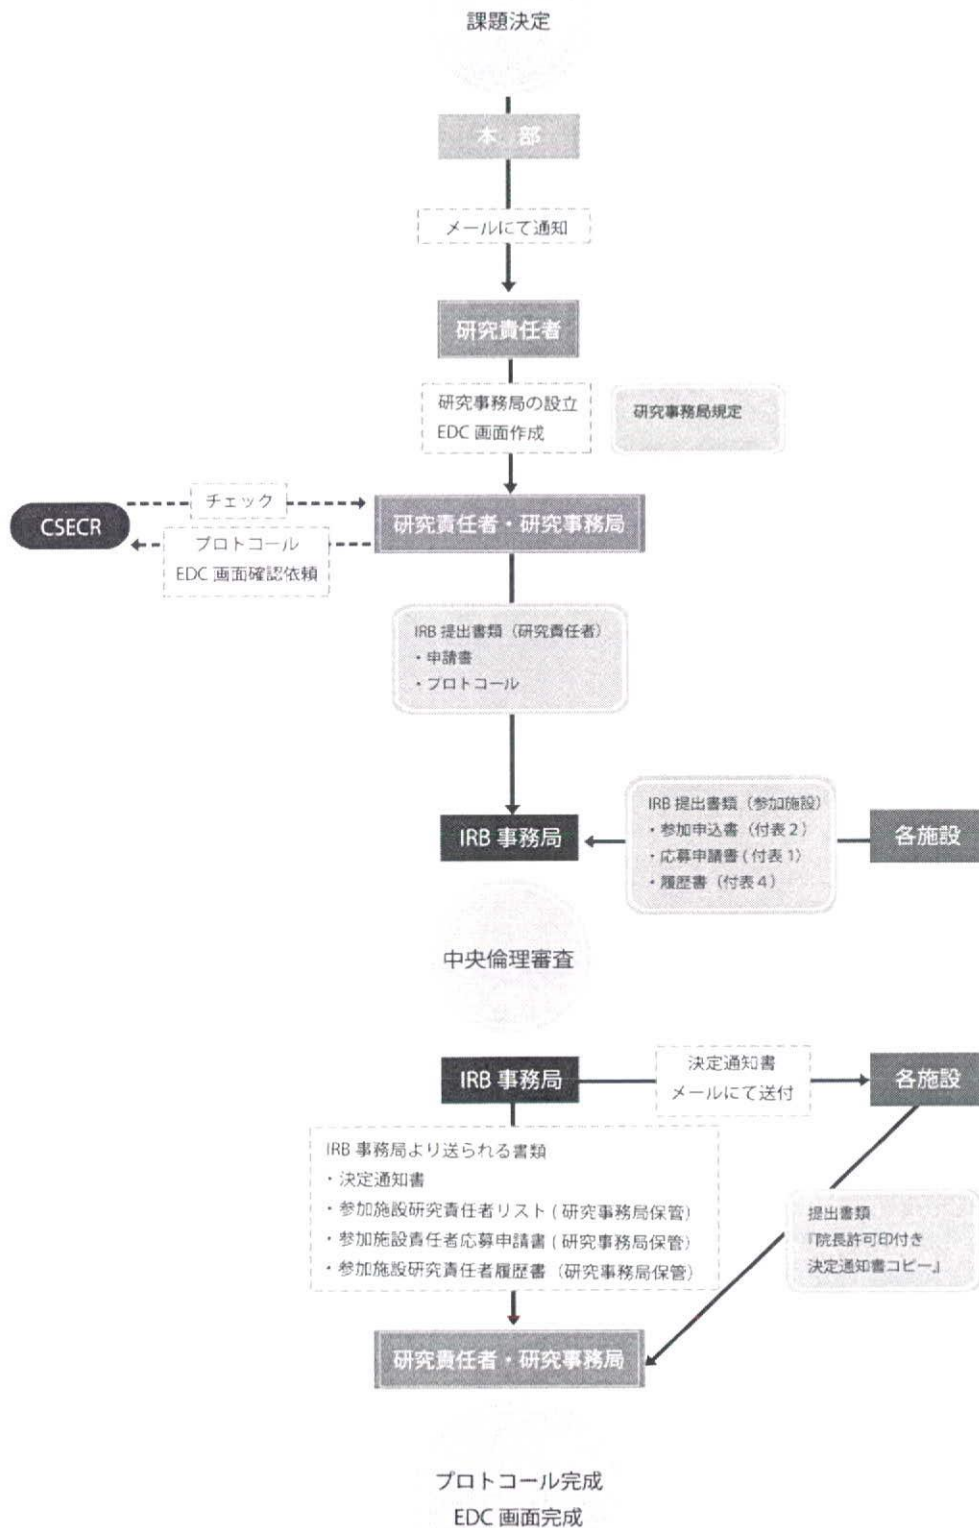 課題決定
本 部
メールにて通知
研究責任者
研究事務局の設立
EDC 画面作成
研究事務局規定
チェック
CSECR
研究責任者・研究事務局
プロトコール
EDC 画面確認依頼
IRB 提出書類（研究責任者）
・申請書
・プロトコール
IRB 事務局
IRB 提出書類（参加施設）
・参加申込書（付表2）
・応募申請書 ( 付表 1）
・履歴書（付表4）
各施設
中央倫理審査
IRB 事務局
決定通知書
メールにて送付
各施設
IRB 事務局より送られる書類
・決定通知書
・参加施設研究責任者リスト ( 研究事務局保管）
・参加施設責任者応募申請書 ( 研究事務局保管）
・参加施設研究責任者履歴書（研究事務局保管）
提出書類
『院長許可印付き
決定通知書コピー』
研究責任者・研究事務局
プロトコール完成
EDC 画面完成